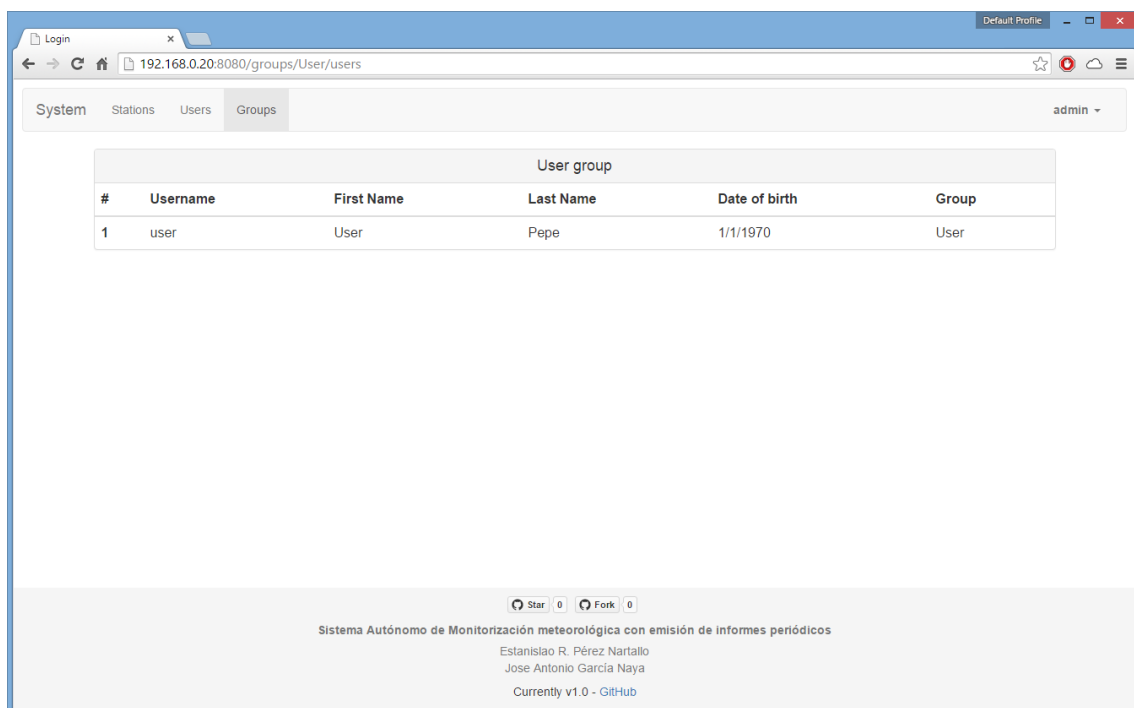 Default Profile
Login
192.168.0.20:8080/groups/User/users
System Stations Users Groups admin
User group
# Username First Name Last Name Date of birth Group
1 user User Pepe 1/1/1970 User
Star 0 Fork 0
Sistema Autónomo de Monitorización meteorológica con emisión de informes periódicos
Estanislao R. Pérez Nartallo
Jose Antonio García Naya
Currently v1.0 - GitHub